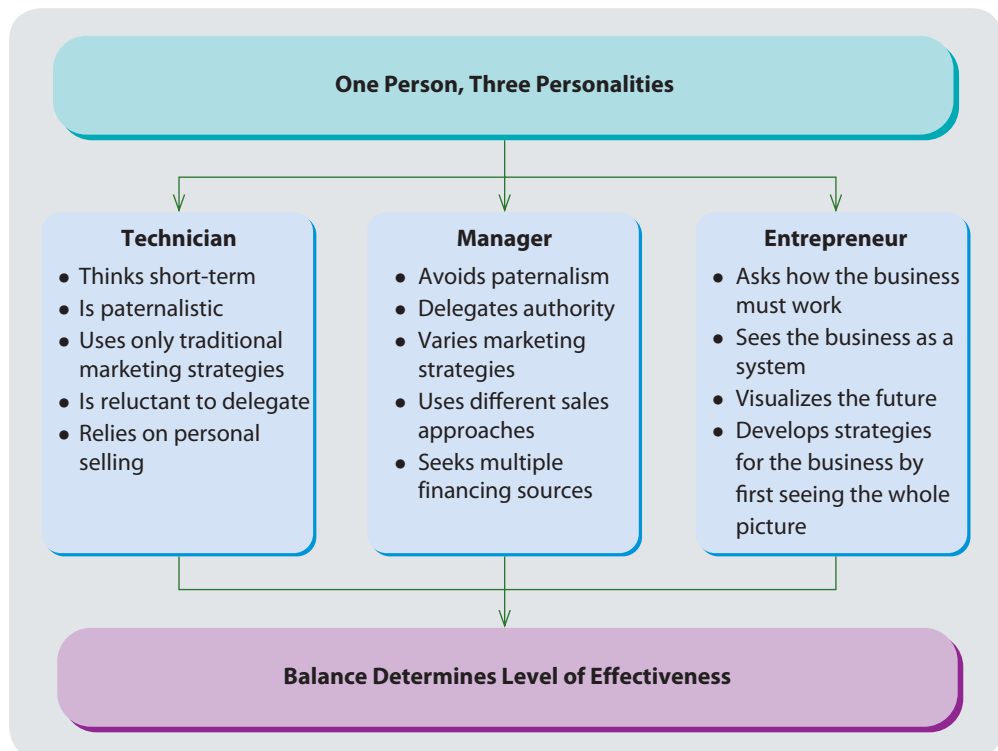 One Person, Three Personalities
Technician
● Thinks short-term
● Is paternalistic
● Uses only traditional
marketing strategies
● Is reluctant to delegate
● Relies on personal
selling
Manager
● Avoids paternalism
● Delegates authority
● Varies marketing
strategies
● Uses different sales
approaches
● Seeks multiple
financing sources
Entrepreneur
● Asks how the business
must work
● Sees the business as a
system
● Visualizes the future
● Develops strategies
for the business by
first seeing the whole
picture
Balance Determines Level of Effectiveness